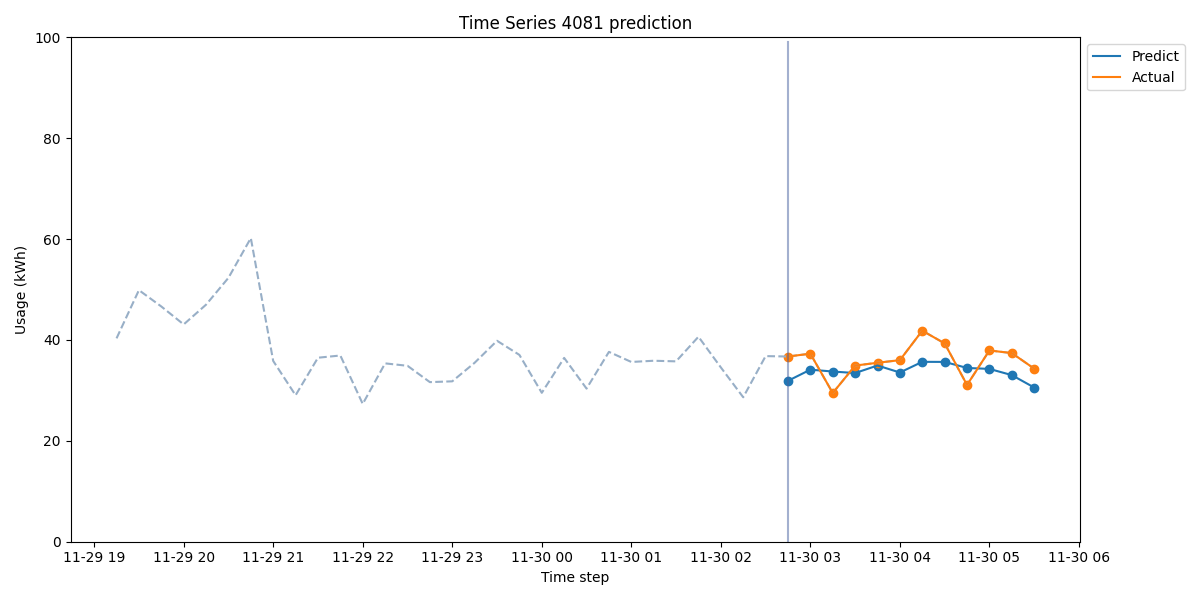 Time Series 4081 prediction
Predict
Actual
Usage (kWh)
100
80
60
40
20
0
11-29 19 11-29 20 11-29 21 11-29 22 11-29 23 11-30 00 11-30 01 11-30 02 11-30 03 11-30 04 11-30 05 11-30 06
Time step